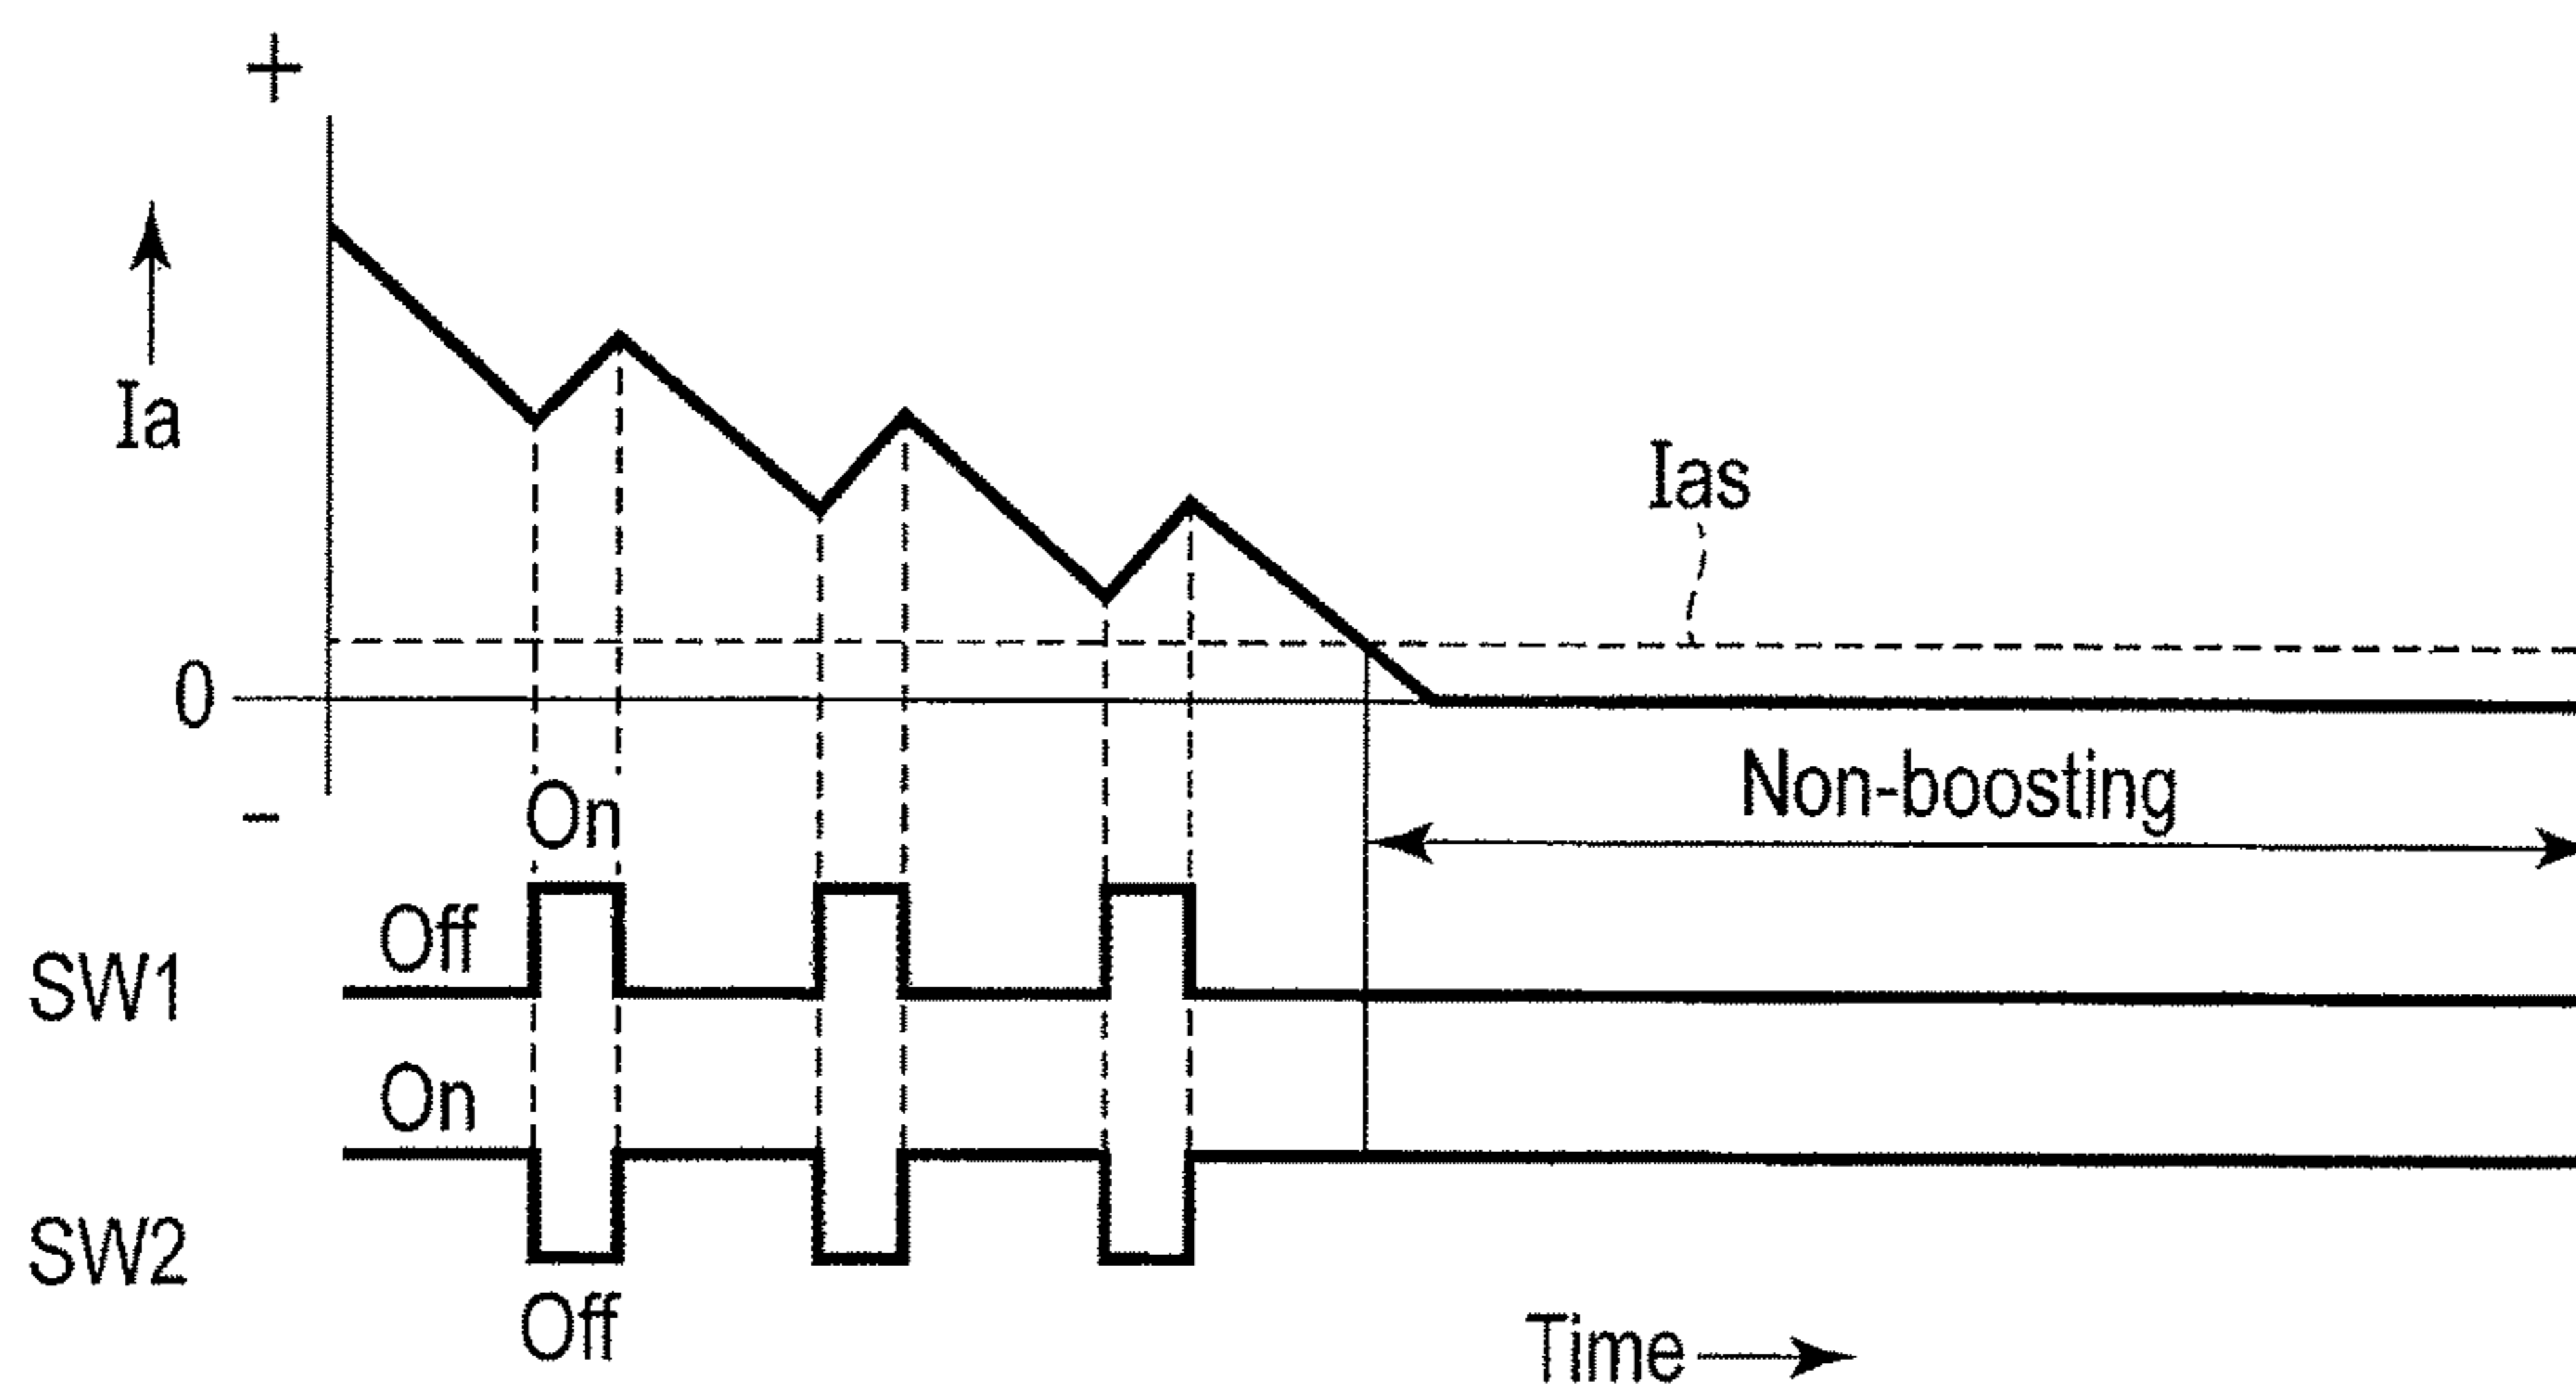 +
Ia
Ias
0
Non-boosting
−
On
Off
SW1
On
SW2
Off
Time